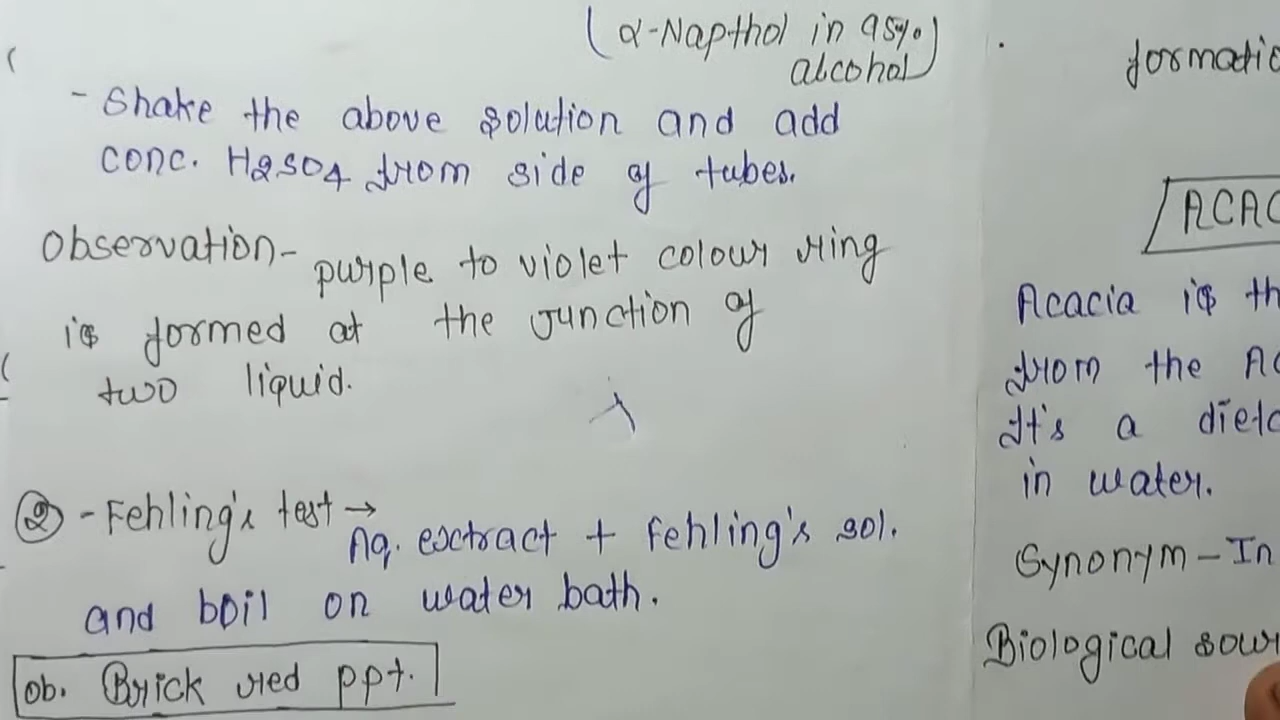 (α-Napthol in 95%
alcohol)
- Shake the above solution and add
conc. H2SO4 from side of tubes.
Observation- purple to violet colour ring
is formed at the junction of
two liquid.
② - Fehling's test →
Aq. extract + Fehling's sol.
and boil on water bath.
ob. Brick red ppt.
formatio
ACAC
Acacia is th
from the Ac
It's a dielo
in water.
Synonym - In
Biological sour